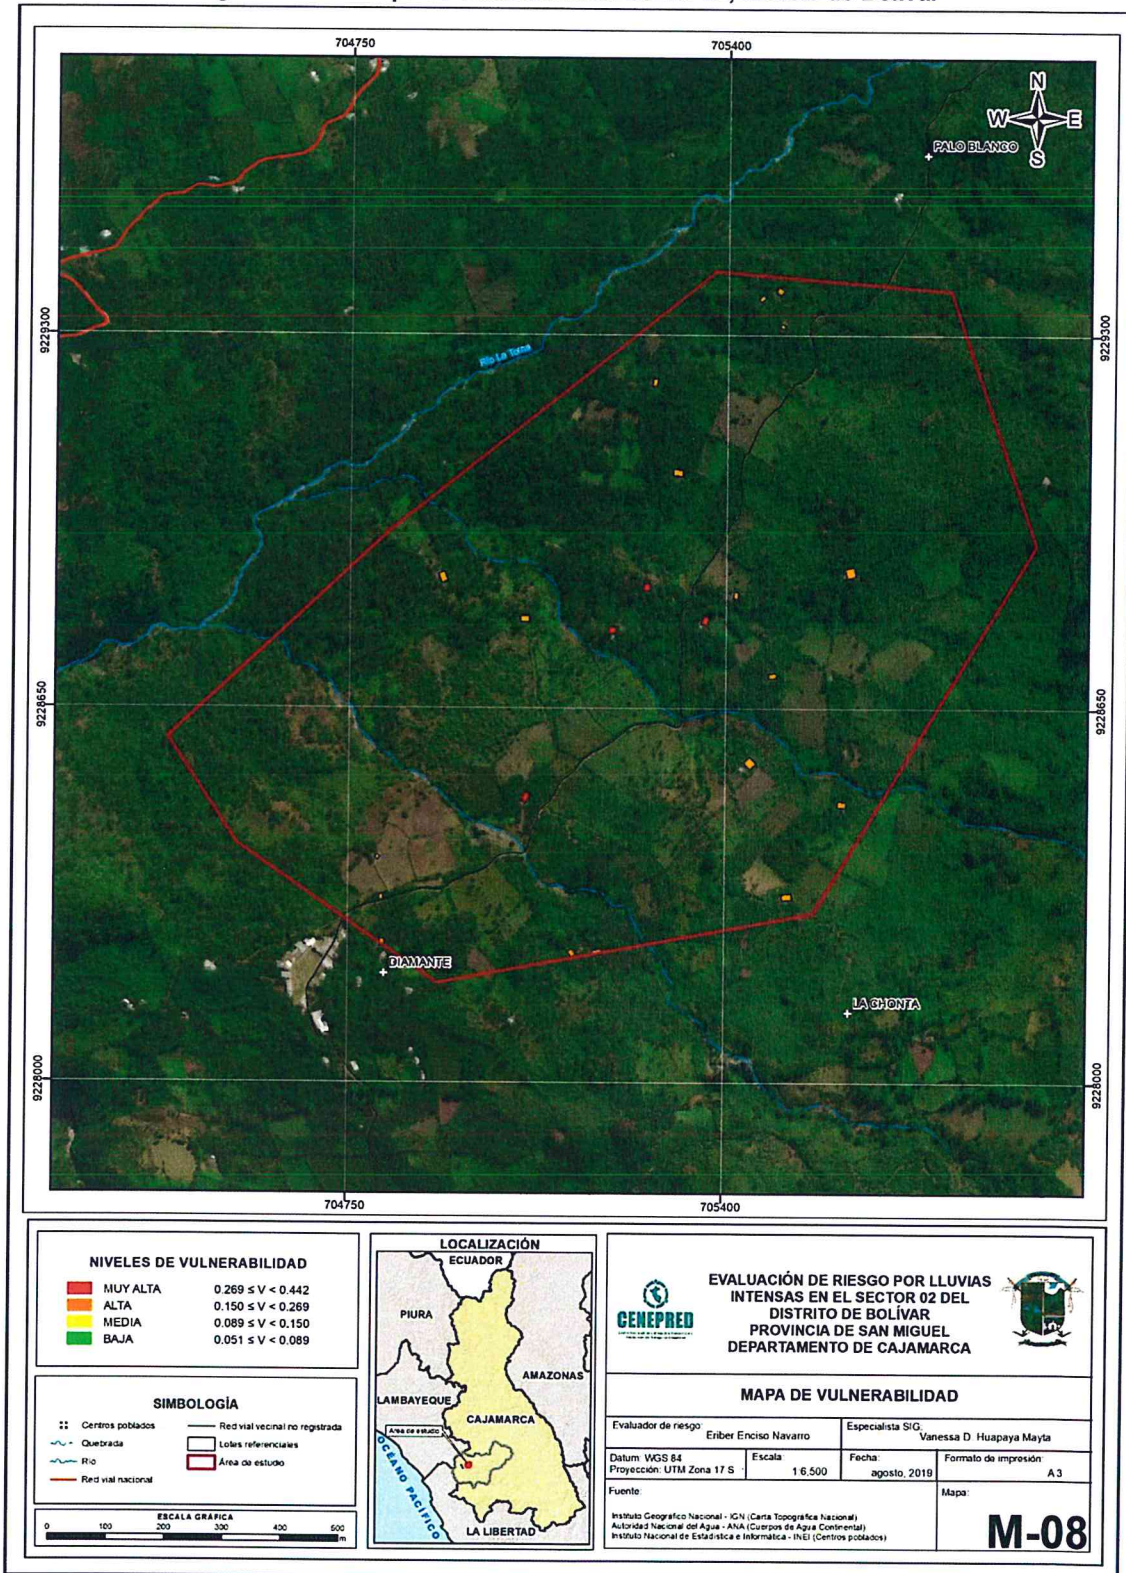 704750
705400
N
W
E
S
PALO BLANCO
9229300
9229300
Río La Toma
9228650
9228650
DIAMANTE
LA CHONTA
9228000
9228000
704750
705400
NIVELES DE VULNERABILIDAD
MUY ALTA 0.269 ≤ V < 0.442
ALTA 0.150 ≤ V < 0.269
MEDIA 0.089 ≤ V < 0.150
BAJA 0.051 ≤ V < 0.089
SIMBOLOGÍA
Centros poblados
Quebrada
Río
Red vial nacional
Red vial vecinal no registrada
Lotes referenciales
Área de estudio
ESCALA GRÁFICA
0 100 200 300 400 500
m
LOCALIZACIÓN
ECUADOR
PIURA
AMAZONAS
LAMBAYEQUE
CAJAMARCA
Área de estudio
OCÉANO PACÍFICO
LA LIBERTAD
CENEPRED
EVALUACIÓN DE RIESGO POR LLUVIAS
INTENSAS EN EL SECTOR 02 DEL
DISTRITO DE BOLÍVAR
PROVINCIA DE SAN MIGUEL
DEPARTAMENTO DE CAJAMARCA
MAPA DE VULNERABILIDAD
Evaluador de riesgo:
Eriber Enciso Navarro
Especialista SIG:
Vanessa D. Huapaya Mayta
Datum: WGS 84
Proyección: UTM Zona 17 S
Escala
1:6,500
Fecha:
agosto, 2019
Formato de impresión:
A3
Fuente:
Instituto Geográfico Nacional - IGN (Carta Topográfica Nacional)
Autoridad Nacional del Agua - ANA (Cuerpos de Agua Continental)
Instituto Nacional de Estadística e Informática - INEI (Centros poblados)
Mapa:
M-08